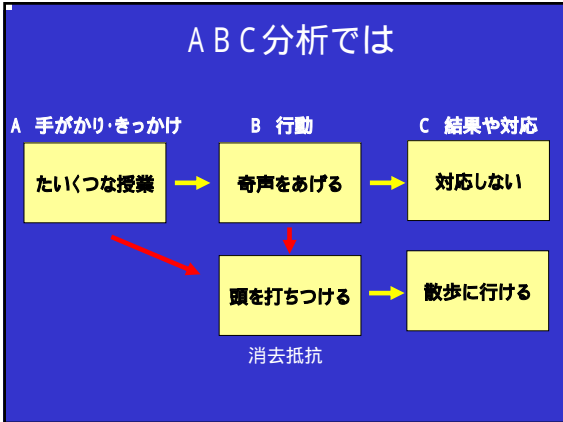 ABC分析では
A 手がかり・きっかけ
B 行動
C 結果や対応
たいくつな授業
奇声をあげる
対応しない
頭を打ちつける
散歩に行ける
消去抵抗